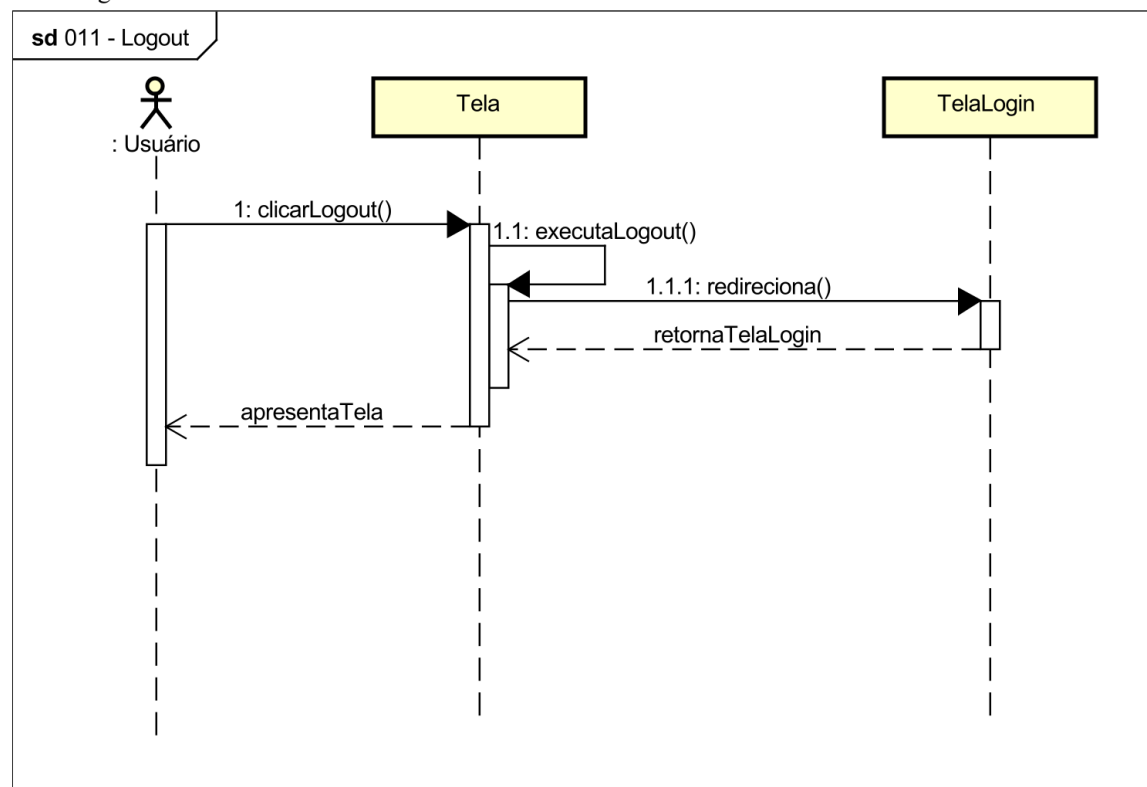 sd 011 - Logout
: Usuário
Tela
TelaLogin
1: clicarLogout()
1.1: executaLogout()
1.1.1: redireciona()
retornaTelaLogin
apresentaTela